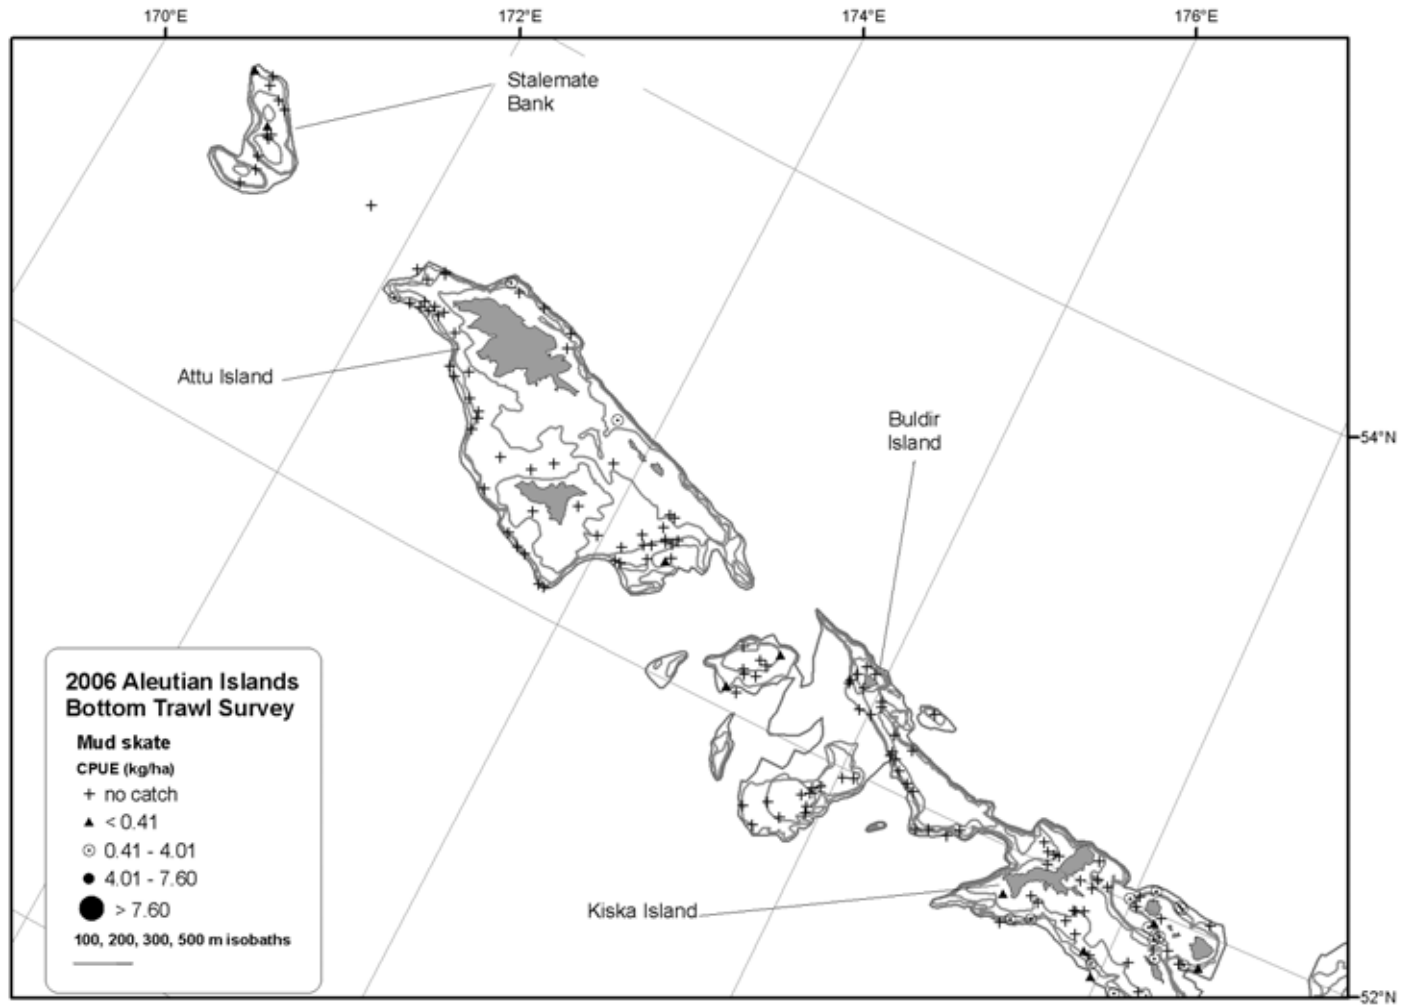 170°E 172°E 174°E 176°E
Stalemate
Bank
Attu Island
Buldir
Island
54°N
2006 Aleutian Islands
Bottom Trawl Survey
Mud skate
CPUE (kg/ha)
no catch
< 0.41
0.41 - 4.01
4.01 - 7.60
> 7.60
100, 200, 300, 500 m isobaths
Kiska Island
52°N